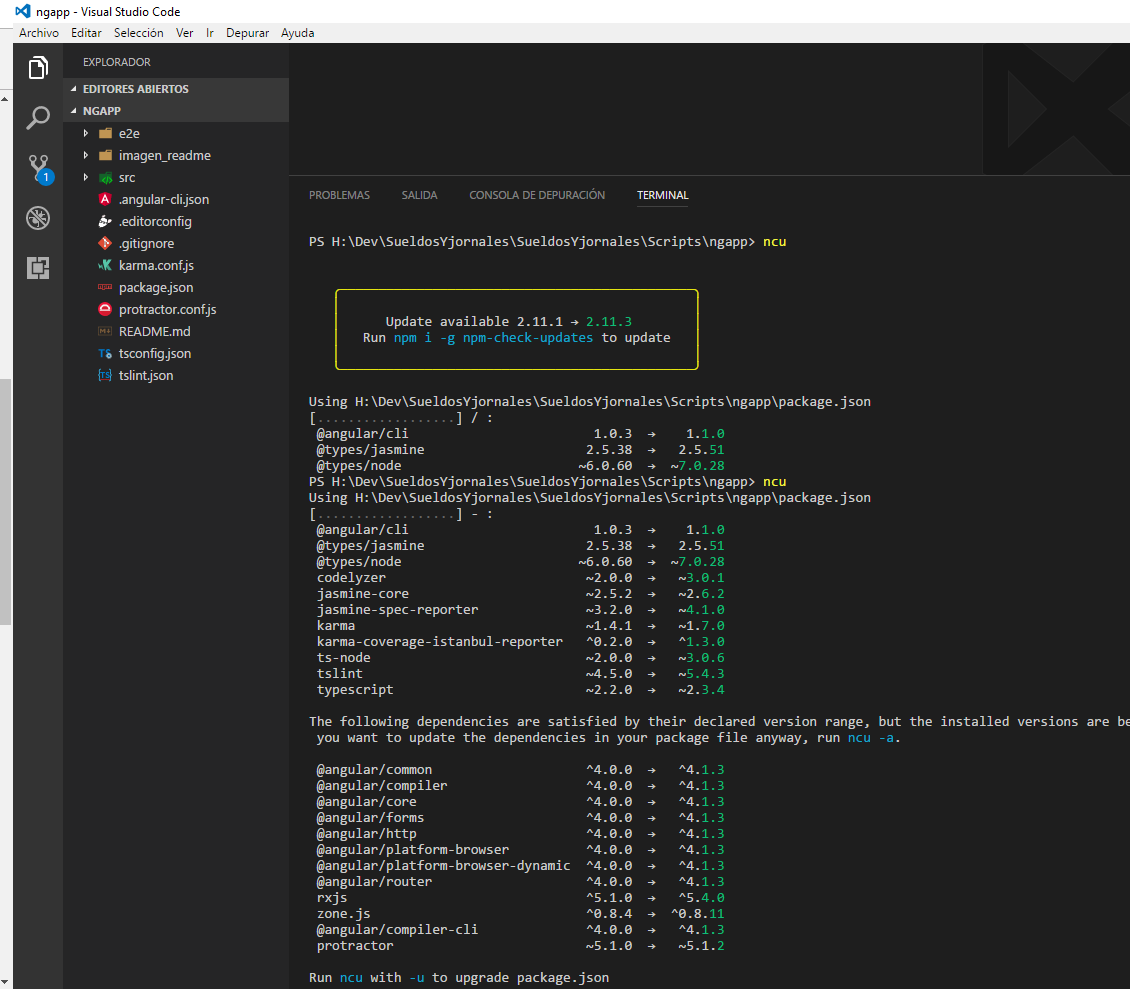 ngapp - Visual Studio Code
Archivo Editar Selección Ver Ir Depurar Ayuda
EXPLORADOR
EDITORES ABIERTOS
NGAPP
e2e
imagen_readme
src
.angular-cli.json
.editorconfig
.gitignore
karma.conf.js
package.json
protractor.conf.js
README.md
tsconfig.json
tslint.json
1
PROBLEMAS SALIDA CONSOLA DE DEPURACIÓN TERMINAL
PS H:\Dev\SueldosYjornales\SueldosYjornales\Scripts\ngapp> ncu
Update available 2.11.1 → 2.11.3
Run npm i -g npm-check-updates to update
Using H:\Dev\SueldosYjornales\SueldosYjornales\Scripts\ngapp\package.json
[..................] / :
@angular/cli 1.0.3 → 1.1.0
@types/jasmine 2.5.38 → 2.5.51
@types/node ~6.0.60 → ~7.0.28
PS H:\Dev\SueldosYjornales\SueldosYjornales\Scripts\ngapp> ncu
Using H:\Dev\SueldosYjornales\SueldosYjornales\Scripts\ngapp\package.json
[..................] - :
@angular/cli 1.0.3 → 1.1.0
@types/jasmine 2.5.38 → 2.5.51
@types/node ~6.0.60 → ~7.0.28
codelyzer ~2.0.0 → ~3.0.1
jasmine-core ~2.5.2 → ~2.6.2
jasmine-spec-reporter ~3.2.0 → ~4.1.0
karma ~1.4.1 → ~1.7.0
karma-coverage-istanbul-reporter ^0.2.0 → ^1.3.0
ts-node ~2.0.0 → ~3.0.6
tslint ~4.5.0 → ~5.4.3
typescript ~2.2.0 → ~2.3.4
The following dependencies are satisfied by their declared version range, but the installed versions are be
you want to update the dependencies in your package file anyway, run ncu -a.
@angular/common ^4.0.0 → ^4.1.3
@angular/compiler ^4.0.0 → ^4.1.3
@angular/core ^4.0.0 → ^4.1.3
@angular/forms ^4.0.0 → ^4.1.3
@angular/http ^4.0.0 → ^4.1.3
@angular/platform-browser ^4.0.0 → ^4.1.3
@angular/platform-browser-dynamic ^4.0.0 → ^4.1.3
@angular/router ^4.0.0 → ^4.1.3
rxjs ^5.1.0 → ^5.4.0
zone.js ^0.8.4 → ^0.8.11
@angular/compiler-cli ^4.0.0 → ^4.1.3
protractor ~5.1.0 → ~5.1.2
Run ncu with -u to upgrade package.json